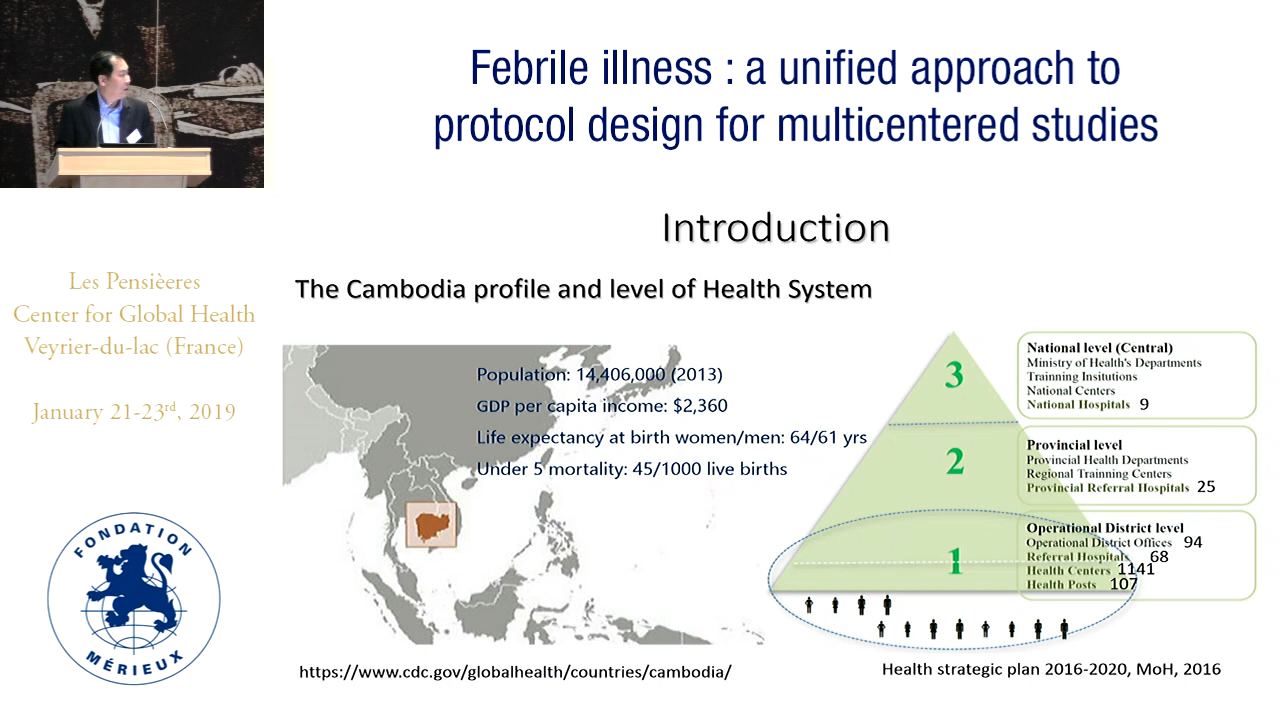 Febrile illness : a unified approach to
protocol design for multicentered studies
Introduction
The Cambodia profile and level of Health System
Les Pensièeres
Center for Global Health
Veyrier-du-lac (France)
January 21-23rd, 2019
FONDATION
MÉRIEUX
Population: 14,406,000 (2013)
GDP per capita income: $2,360
Life expectancy at birth women/men: 64/61 yrs
Under 5 mortality: 45/1000 live births
3
2
1
National level (Central)
Ministry of Health's Departments
Trainning Insitutions
National Centers
National Hospitals 9
Provincial level
Provincial Health Departments
Regional Trainning Centers
Provincial Referral Hospitals 25
Operational District level
Operational District Offices 94
Referral Hospitals 68
Health Centers 1141
Health Posts 107
https://www.cdc.gov/globalhealth/countries/cambodia/
Health strategic plan 2016-2020, MoH, 2016